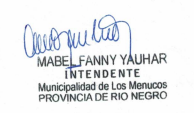 MABEL FANNY YAUHAR
INTENDENTE
Municipalidad de Los Menucos
PROVINCIA DE RIO NEGRO